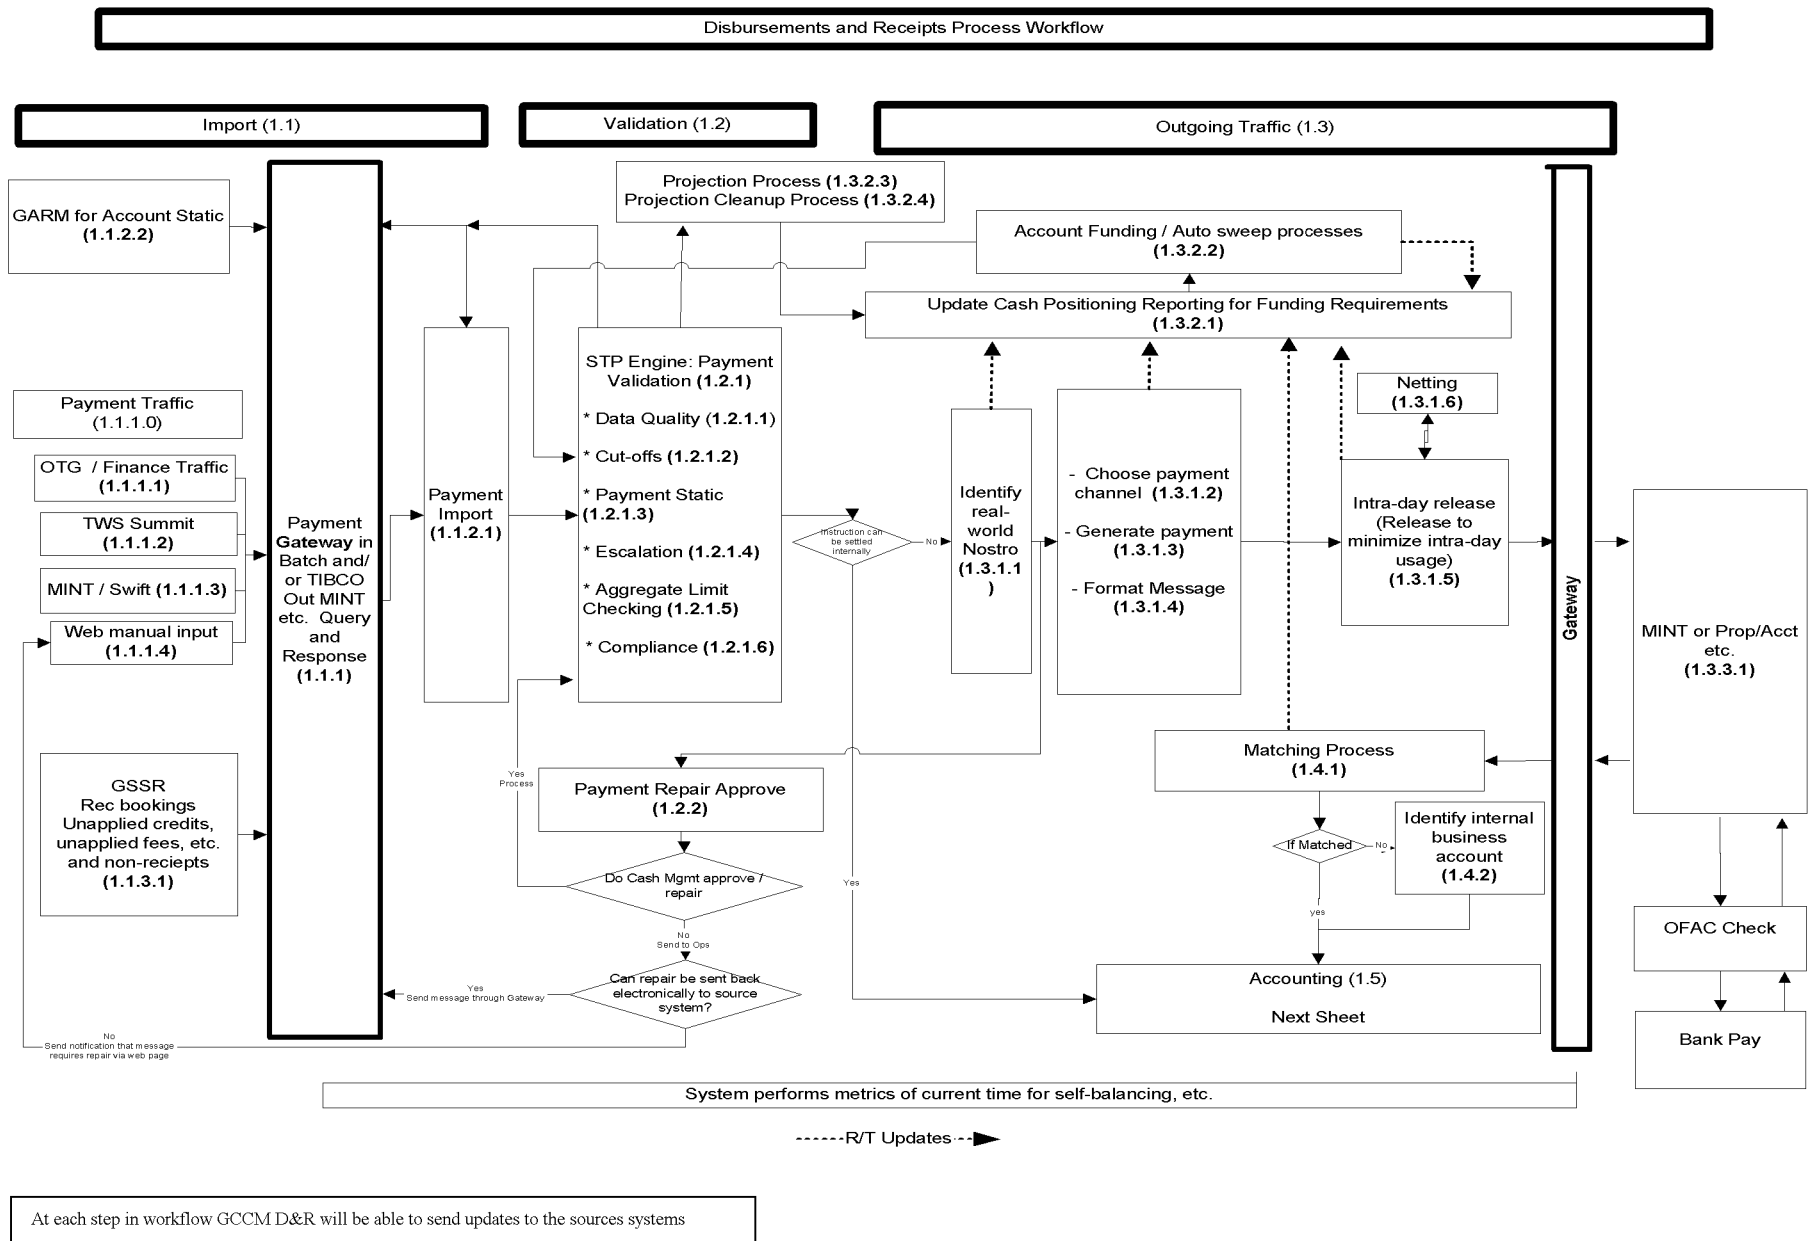 Disbursements and Receipts Process Workflow
Import (1.1)
Validation (1.2)
Outgoing Traffic (1.3)
GARM for Account Static
(1.1.2.2)
Payment Traffic
(1.1.1.0)
OTG / Finance Traffic
(1.1.1.1)
TWS Summit
(1.1.1.2)
MINT / Swift (1.1.1.3)
Web manual input
(1.1.1.4)
GSSR
Rec bookings
Unapplied credits,
unapplied fees, etc.
and non-reciepts
(1.1.3.1)
Payment
Gateway in
Batch and/
or TIBCO
Out MINT
etc. Query
and
Response
(1.1.1)
Payment
Import
(1.1.2.1)
Projection Process (1.3.2.3)
Projection Cleanup Process (1.3.2.4)
STP Engine: Payment
Validation (1.2.1)
* Data Quality (1.2.1.1)
* Cut-offs (1.2.1.2)
* Payment Static
(1.2.1.3)
* Escalation (1.2.1.4)
* Aggregate Limit
Checking (1.2.1.5)
* Compliance (1.2.1.6)
Account Funding / Auto sweep processes
(1.3.2.2)
Update Cash Positioning Reporting for Funding Requirements
(1.3.2.1)
Instruction can
be settled
internally
No
Identify
real-
world
Nostro
(1.3.1.1
)
- Choose payment
channel (1.3.1.2)
- Generate payment
(1.3.1.3)
- Format Message
(1.3.1.4)
Netting
(1.3.1.6)
Intra-day release
(Release to
minimize intra-day
usage)
(1.3.1.5)
Gateway
MINT or Prop/Acct
etc.
(1.3.3.1)
Yes
Process
Payment Repair Approve
(1.2.2)
Do Cash Mgmt approve /
repair
No
Send to Ops
Can repair be sent back
electronically to source
system?
Yes
Send message through Gateway
No
Send notification that message
requires repair via web page
Yes
Matching Process
(1.4.1)
If Matched
No
Identify internal
business
account
(1.4.2)
yes
Accounting (1.5)
Next Sheet
OFAC Check
Bank Pay
System performs metrics of current time for self-balancing, etc.
R/T Updates
At each step in workflow GCCM D&R will be able to send updates to the sources systems